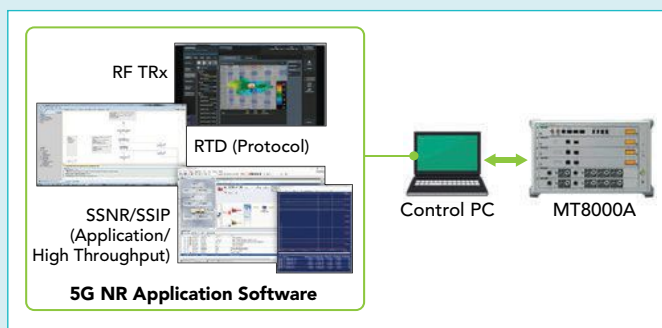 RF TRx
RTD (Protocol)
SSNR/SSIP
(Application/
High Throughput)
5G NR Application Software
Control PC
MT8000A